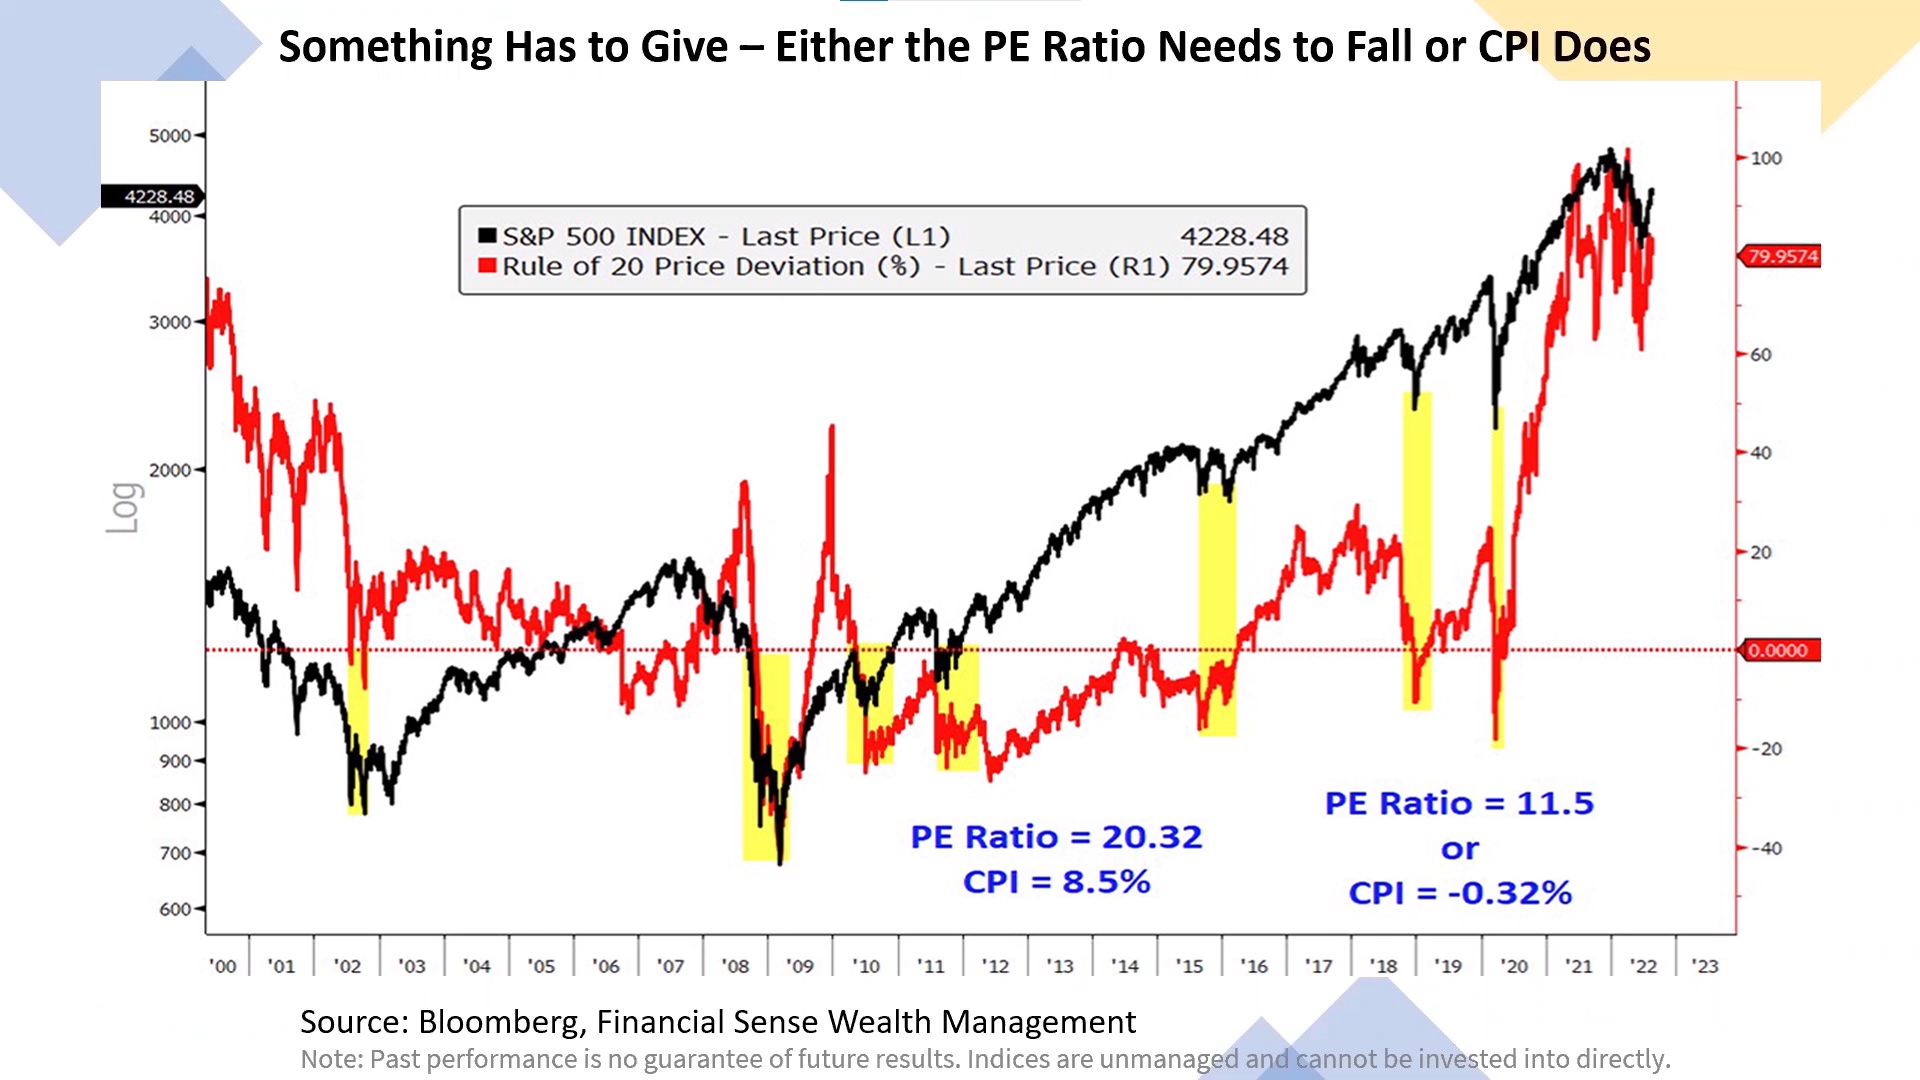 Something Has to Give – Either the PE Ratio Needs to Fall or CPI Does
5000
4228.48
4000
3000
2000
1000
900
800
700
600
Log
S&P 500 INDEX - Last Price (L1) 4228.48
Rule of 20 Price Deviation (%) - Last Price (R1) 79.9574
100
79.9574
60
40
20
0.0000
-20
-40
PE Ratio = 20.32
CPI = 8.5%
PE Ratio = 11.5
or
CPI = -0.32%
'00 '01 '02 '03 '04 '05 '06 '07 '08 '09 '10 '11 '12 '13 '14 '15 '16 '17 '18 '19 '20 '21 '22 '23
Source: Bloomberg, Financial Sense Wealth Management
Note: Past performance is no guarantee of future results. Indices are unmanaged and cannot be invested into directly.